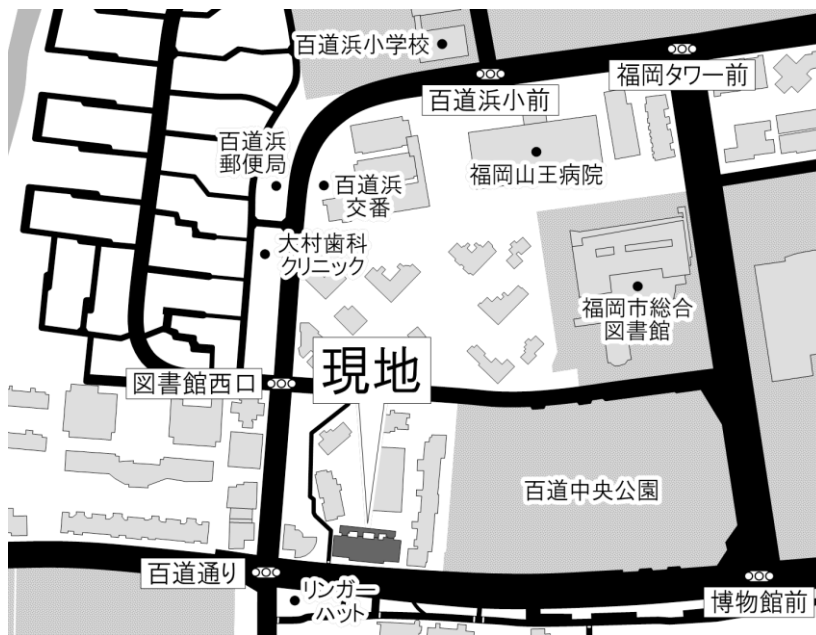 百道浜小学校
福岡タワー前
百道浜小前
百道浜
郵便局
百道浜
交番
福岡山王病院
大村歯科
クリニック
福岡市総合
図書館
図書館西口
現地
百道中央公園
百道通り
リンガー
ハット
博物館前